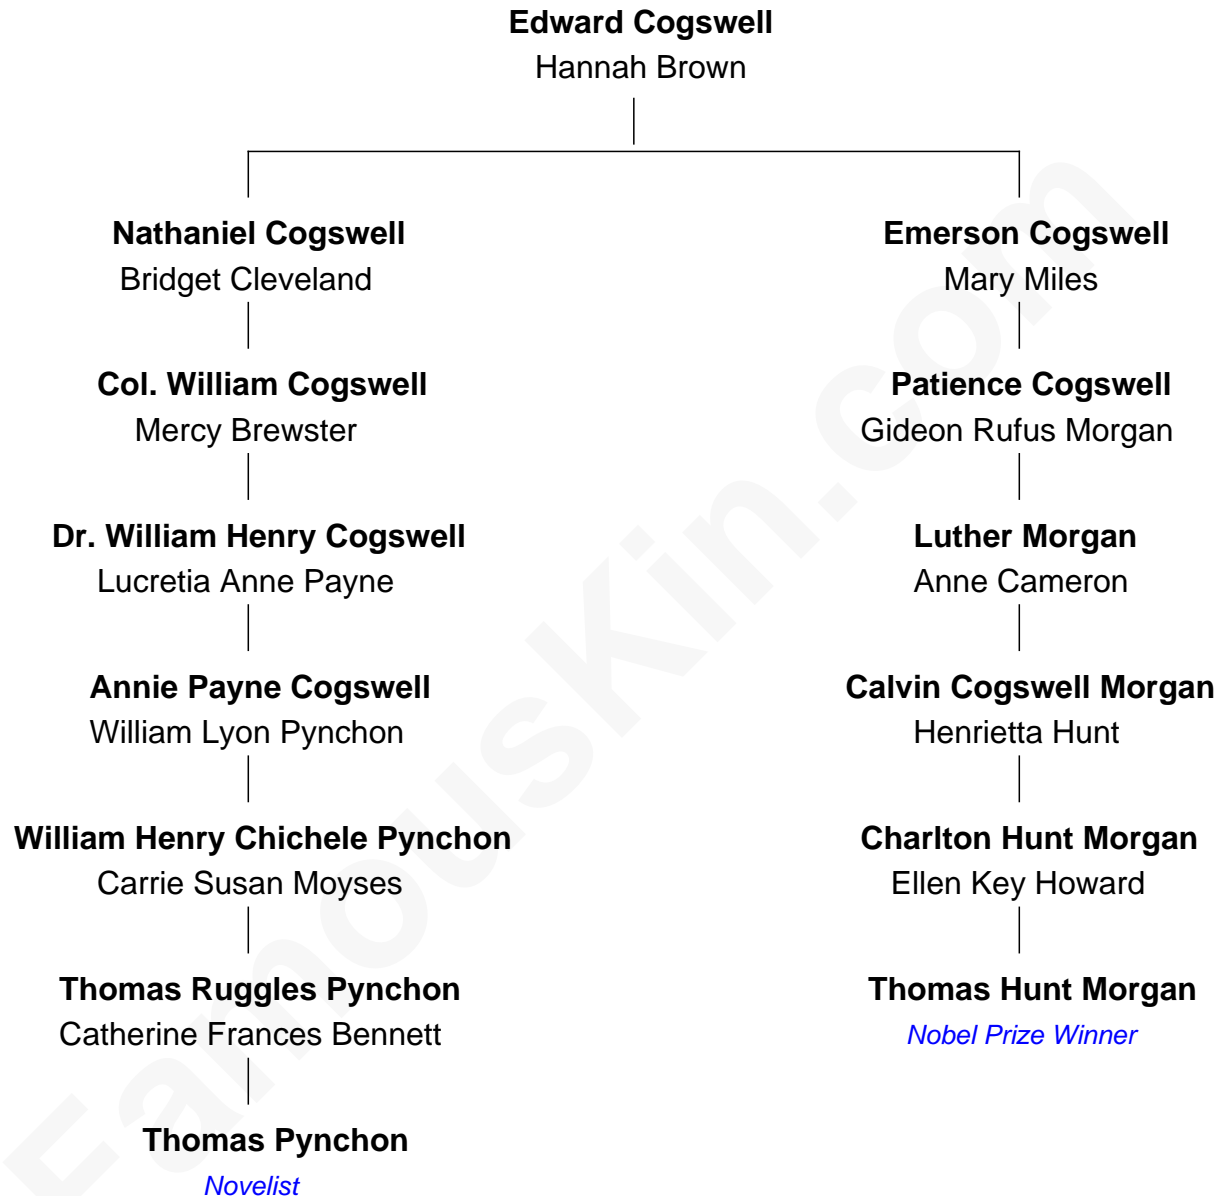 Edward Cogswell
Hannah Brown
Nathaniel Cogswell
Bridget Cleveland
Emerson Cogswell
Mary Miles
Col. William Cogswell
Mercy Brewster
Patience Cogswell
Gideon Rufus Morgan
Dr. William Henry Cogswell
Lucretia Anne Payne
Luther Morgan
Anne Cameron
Annie Payne Cogswell
William Lyon Pynchon
Calvin Cogswell Morgan
Henrietta Hunt
William Henry Chichele Pynchon
Carrie Susan Moyses
Charlton Hunt Morgan
Ellen Key Howard
Thomas Ruggles Pynchon
Catherine Frances Bennett
Thomas Hunt Morgan
Nobel Prize Winner
Thomas Pynchon
Novelist
FamousKin.com